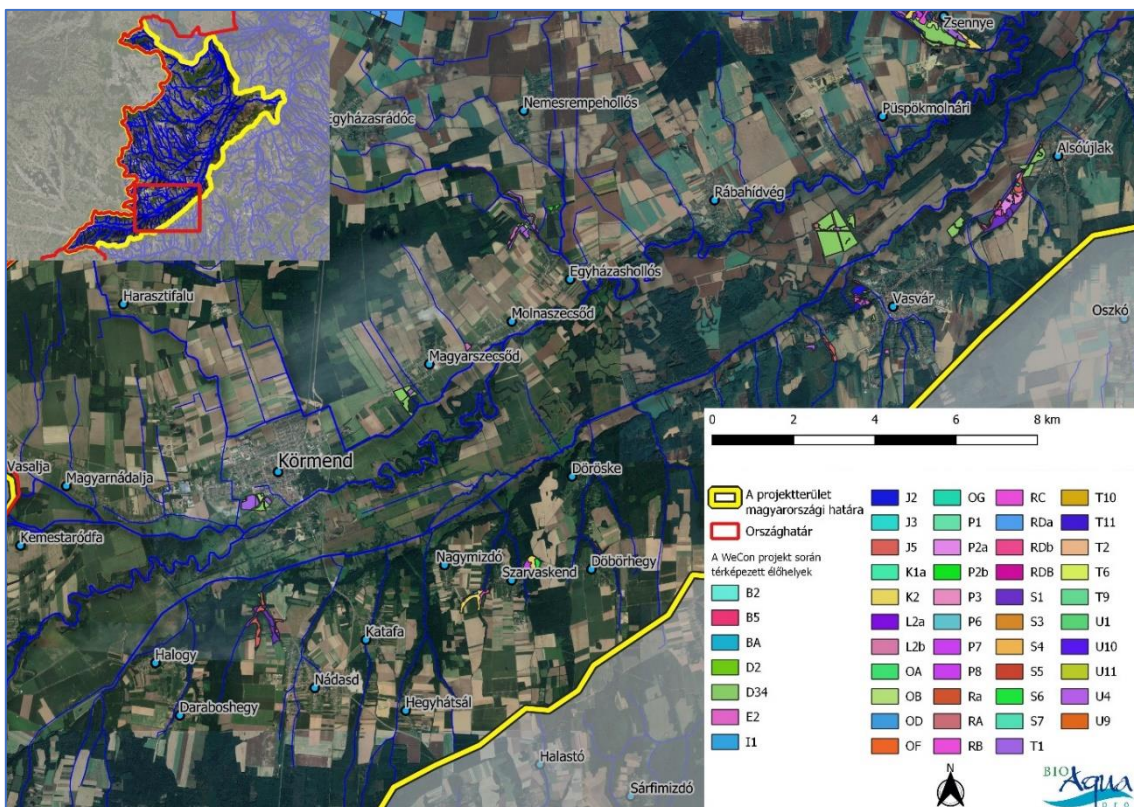 Zsennye
Nemesrempehollós
Egyházasrádóc
Püspökmolnári
Alsóújlak
Rábahídvég
Egyházashollós
Harasztifalu
Molnaszecsőd
Vasvár
Oszkó
Magyarszecsőd
Körmend
Vasalja
Magyarnádalja
Döröske
Kemestaródfa
Nagymizdó
Szarvaskend
Döbörhegy
Katafa
Halogy
Nádasd
Daraboshegy
Hegyhátsál
Halastó
Sárfimizdó
0 2 4 6 8 km
A projektterület
magyarországi határa
Országhatár
A WeCon projekt során
térképezett élőhelyek
B2
B5
BA
D2
D34
E2
I1
J2
J3
J5
K1a
K2
L2a
L2b
OA
OB
OD
OF
OG
P1
P2a
P2b
P3
P6
P7
P8
Ra
RA
RB
RC
RDa
RDb
RDB
S1
S3
S4
S5
S6
S7
T1
T10
T11
T2
T6
T9
U1
U10
U11
U4
U9
N
BIO
Aqua
pro